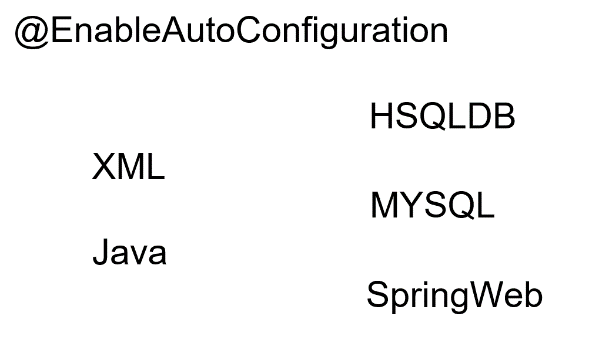 @EnableAutoConfiguration
HSQLDB
XML
MYSQL
Java
SpringWeb